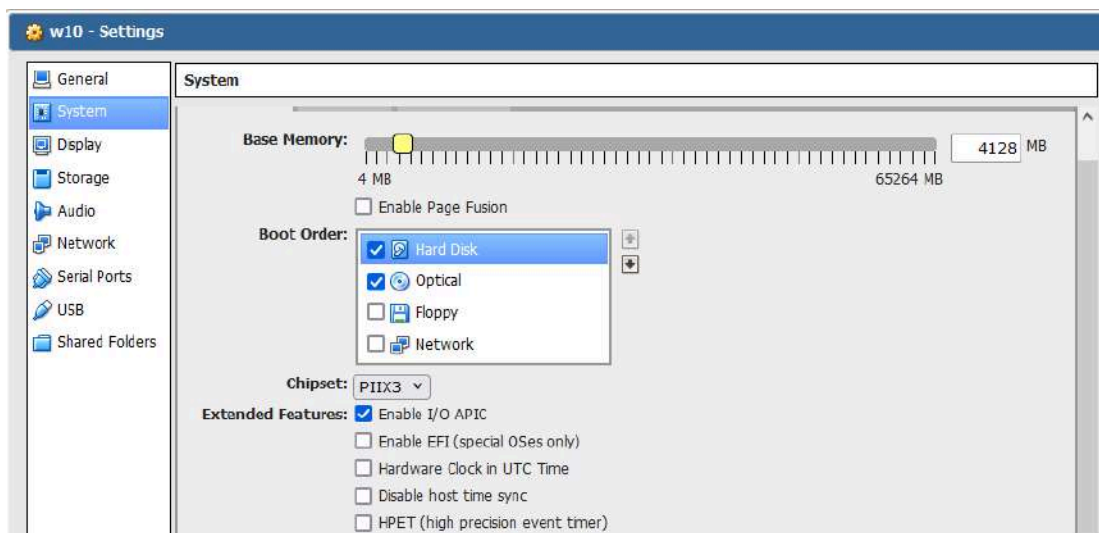 w10 - Settings
General
System
Display
Storage
Audio
Network
Serial Ports
USB
Shared Folders
System
Base Memory:
4128 MB
4 MB
65264 MB
Enable Page Fusion
Boot Order:
Hard Disk
Optical
Floppy
Network
Chipset: PIIX3
Extended Features: Enable I/O APIC
Enable EFI (special OSes only)
Hardware Clock in UTC Time
Disable host time sync
HPET (high precision event timer)